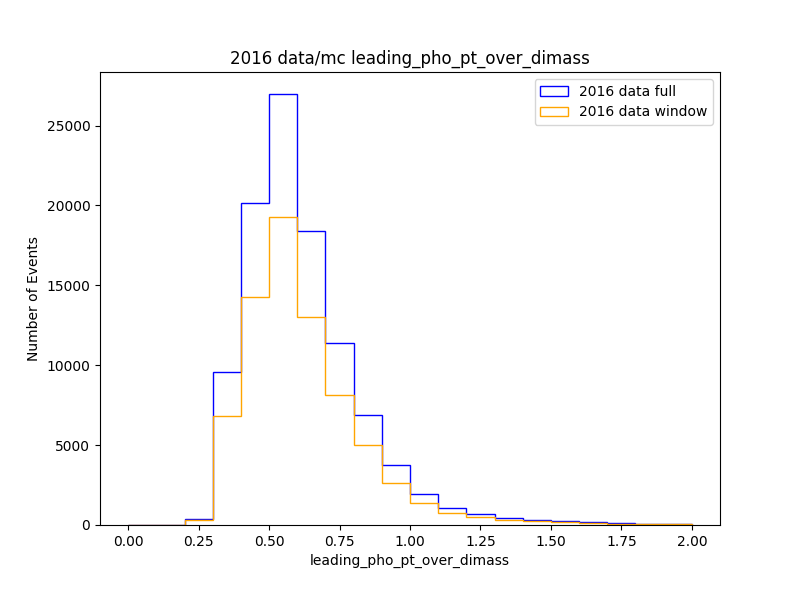 2016 data/mc leading_pho_pt_over_dimass
2016 data full
2016 data window
Number of Events
25000
20000
15000
10000
5000
0
0.00 0.25 0.50 0.75 1.00 1.25 1.50 1.75 2.00
leading_pho_pt_over_dimass